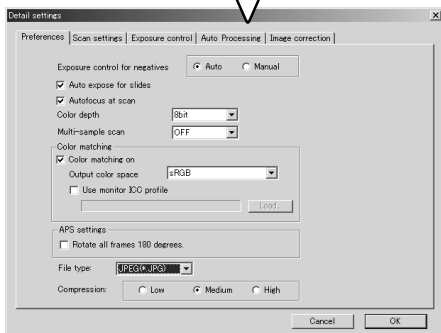 Detail settings
Preferences Scan settings Exposure control Auto Processing Image correction
Exposure control for negatives Auto Manual
Auto expose for slides
Autofocus at scan
Color depth 8bit
Multi-sample scan OFF
Color matching
Color matching on
Output color space sRGB
Use monitor ICC profile
Load.
APS settings
Rotate all frames 180 degrees.
File type: JPEG(*.JPG)
Compression: Low Medium High
Cancel OK